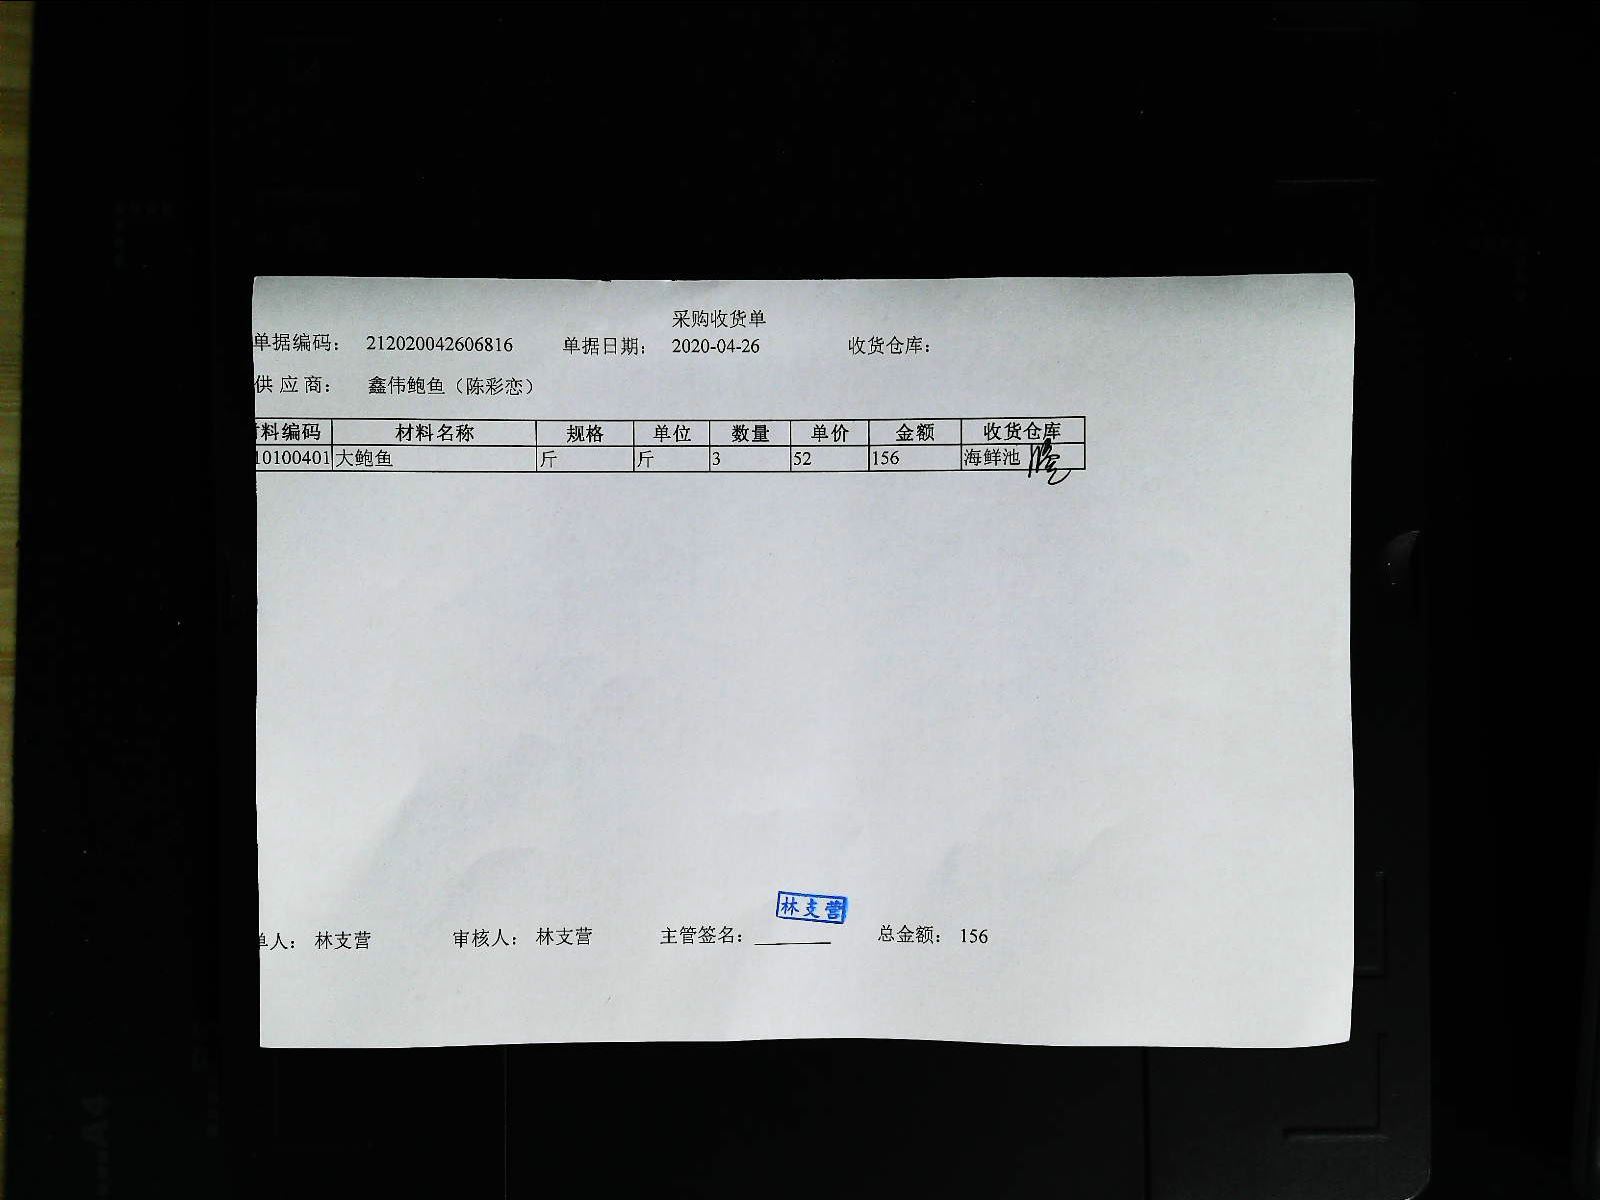 采购收货单
单据编码： 212020042606816 单据日期： 2020-04-26 收货仓库：
供应商： 鑫伟鲍鱼（陈彩恋）
料编码 材料名称 规格 单位 数量 单价 金额 收货仓库
10100401 大鲍鱼 斤 斤 3 52 156 海鲜池
林支营
单人： 林支营 审核人： 林支营 主管签名： 总金额： 156
A4